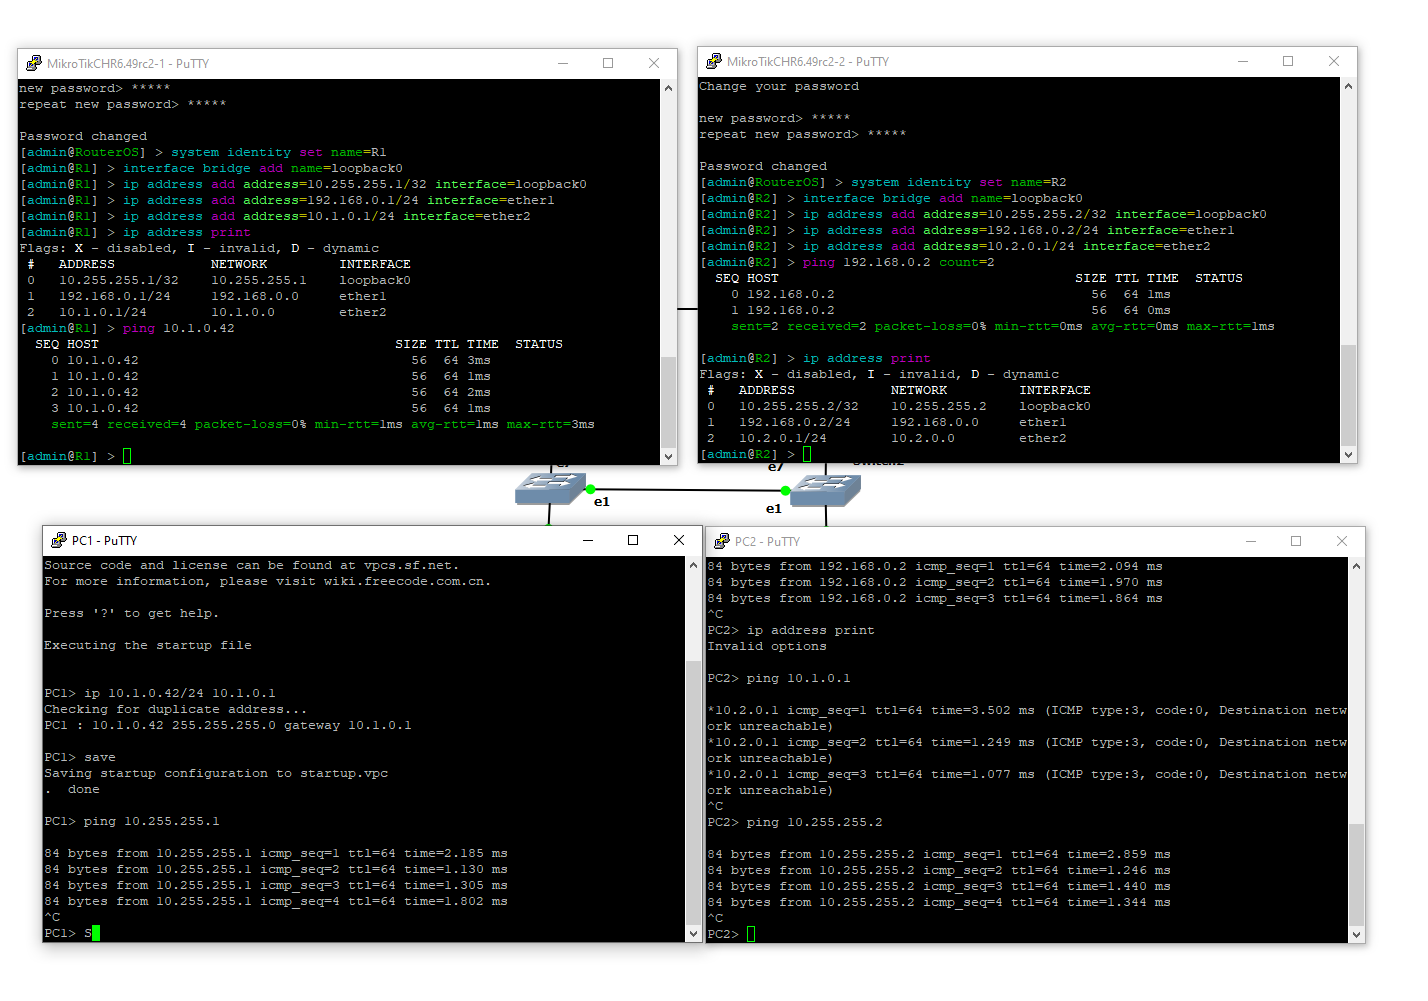 MikroTikCHR6.49rc2-1 - PuTTY
new password> *****
repeat new password> *****
Password changed
[admin@RouterOS] > system identity set name=R1
[admin@R1] > interface bridge add name=loopback0
[admin@R1] > ip address add address=10.255.255.1/32 interface=loopback0
[admin@R1] > ip address add address=192.168.0.1/24 interface=ether1
[admin@R1] > ip address add address=10.1.0.1/24 interface=ether2
[admin@R1] > ip address print
Flags: X - disabled, I - invalid, D - dynamic
# ADDRESS NETWORK INTERFACE
0 10.255.255.1/32 10.255.255.1 loopback0
1 192.168.0.1/24 192.168.0.0 ether1
2 10.1.0.1/24 10.1.0.0 ether2
[admin@R1] > ping 10.1.0.42
SEQ HOST SIZE TTL TIME STATUS
0 10.1.0.42 56 64 3ms
1 10.1.0.42 56 64 1ms
2 10.1.0.42 56 64 2ms
3 10.1.0.42 56 64 1ms
sent=4 received=4 packet-loss=0% min-rtt=1ms avg-rtt=1ms max-rtt=3ms
[admin@R1] >
MikroTikCHR6.49rc2-2 - PuTTY
Change your password
new password> *****
repeat new password> *****
Password changed
[admin@RouterOS] > system identity set name=R2
[admin@R2] > interface bridge add name=loopback0
[admin@R2] > ip address add address=10.255.255.2/32 interface=loopback0
[admin@R2] > ip address add address=192.168.0.2/24 interface=ether1
[admin@R2] > ip address add address=10.2.0.1/24 interface=ether2
[admin@R2] > ping 192.168.0.2 count=2
SEQ HOST SIZE TTL TIME STATUS
0 192.168.0.2 56 64 1ms
1 192.168.0.2 56 64 0ms
sent=2 received=2 packet-loss=0% min-rtt=0ms avg-rtt=0ms max-rtt=1ms
[admin@R2] > ip address print
Flags: X - disabled, I - invalid, D - dynamic
# ADDRESS NETWORK INTERFACE
0 10.255.255.2/32 10.255.255.2 loopback0
1 192.168.0.2/24 192.168.0.0 ether1
2 10.2.0.1/24 10.2.0.0 ether2
[admin@R2] >
e7
e1
e1
PC1 - PuTTY
Source code and license can be found at vpcs.sf.net.
For more information, please visit wiki.freecode.com.cn.
Press '?' to get help.
Executing the startup file
PC1> ip 10.1.0.42/24 10.1.0.1
Checking for duplicate address...
PC1 : 10.1.0.42 255.255.255.0 gateway 10.1.0.1
PC1> save
Saving startup configuration to startup.vpc
. done
PC1> ping 10.255.255.1
84 bytes from 10.255.255.1 icmp_seq=1 ttl=64 time=2.185 ms
84 bytes from 10.255.255.1 icmp_seq=2 ttl=64 time=1.130 ms
84 bytes from 10.255.255.1 icmp_seq=3 ttl=64 time=1.305 ms
84 bytes from 10.255.255.1 icmp_seq=4 ttl=64 time=1.802 ms
^C
PC1> S
PC2 - PuTTY
84 bytes from 192.168.0.2 icmp_seq=1 ttl=64 time=2.094 ms
84 bytes from 192.168.0.2 icmp_seq=2 ttl=64 time=1.970 ms
84 bytes from 192.168.0.2 icmp_seq=3 ttl=64 time=1.864 ms
^C
PC2> ip address print
Invalid options
PC2> ping 10.1.0.1
*10.2.0.1 icmp_seq=1 ttl=64 time=3.502 ms (ICMP type:3, code:0, Destination netw
ork unreachable)
*10.2.0.1 icmp_seq=2 ttl=64 time=1.249 ms (ICMP type:3, code:0, Destination netw
ork unreachable)
*10.2.0.1 icmp_seq=3 ttl=64 time=1.077 ms (ICMP type:3, code:0, Destination netw
ork unreachable)
^C
PC2> ping 10.255.255.2
84 bytes from 10.255.255.2 icmp_seq=1 ttl=64 time=2.859 ms
84 bytes from 10.255.255.2 icmp_seq=2 ttl=64 time=1.246 ms
84 bytes from 10.255.255.2 icmp_seq=3 ttl=64 time=1.440 ms
84 bytes from 10.255.255.2 icmp_seq=4 ttl=64 time=1.344 ms
^C
PC2>